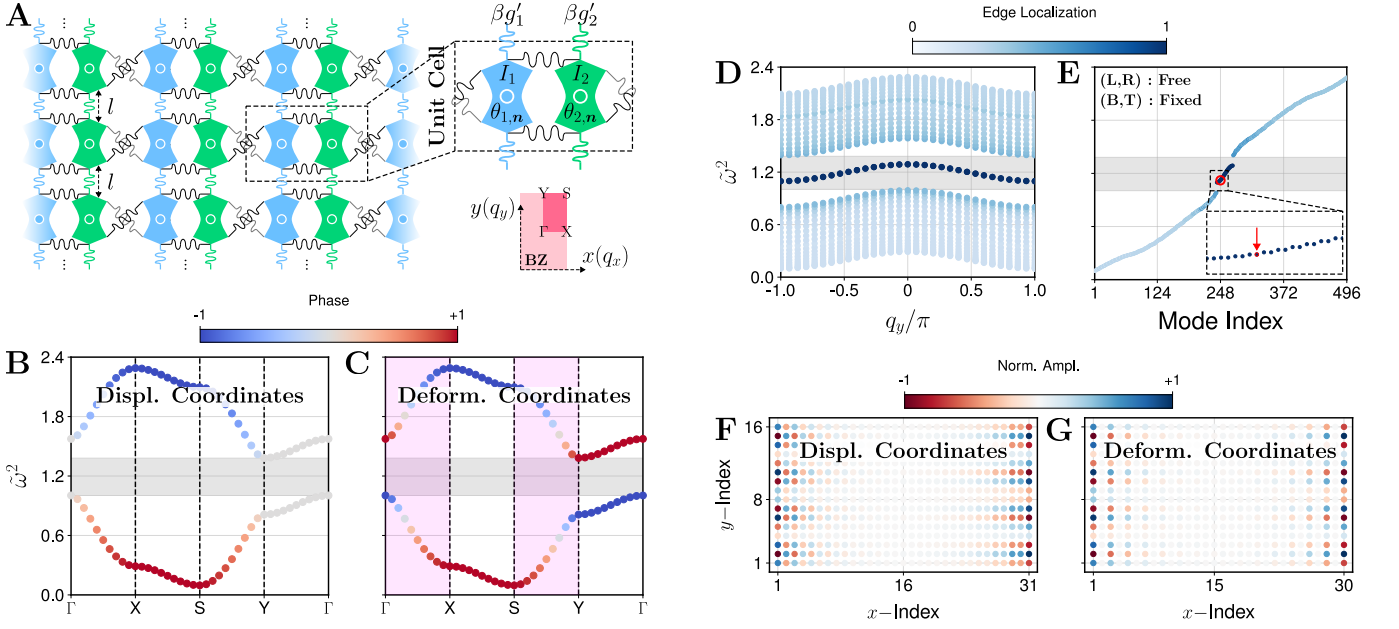 A
l
l
Unit Cell
βg′₁
βg′₂
I₁
θ₁,ₙ
I₂
θ₂,ₙ
y(q_y)
Y
S
Γ
X
BZ
x(q_x)
Phase
-1
+1
B
Displ. Coordinates
ω̃²
2.4
1.8
1.2
0.6
0.0
Γ
X
S
Y
Γ
C
Deform. Coordinates
Γ
X
S
Y
Γ
Edge Localization
0
1
D
ω̃²
2.4
1.8
1.2
0.6
0.0
-1.0
-0.5
0
0.5
1.0
q_y/π
E
(L,R) : Free
(B,T) : Fixed
1
124
248
372
496
Mode Index
Norm. Ampl.
-1
+1
F
Displ. Coordinates
y−Index
16
8
1
1
16
31
x−Index
G
Deform. Coordinates
1
15
30
x−Index